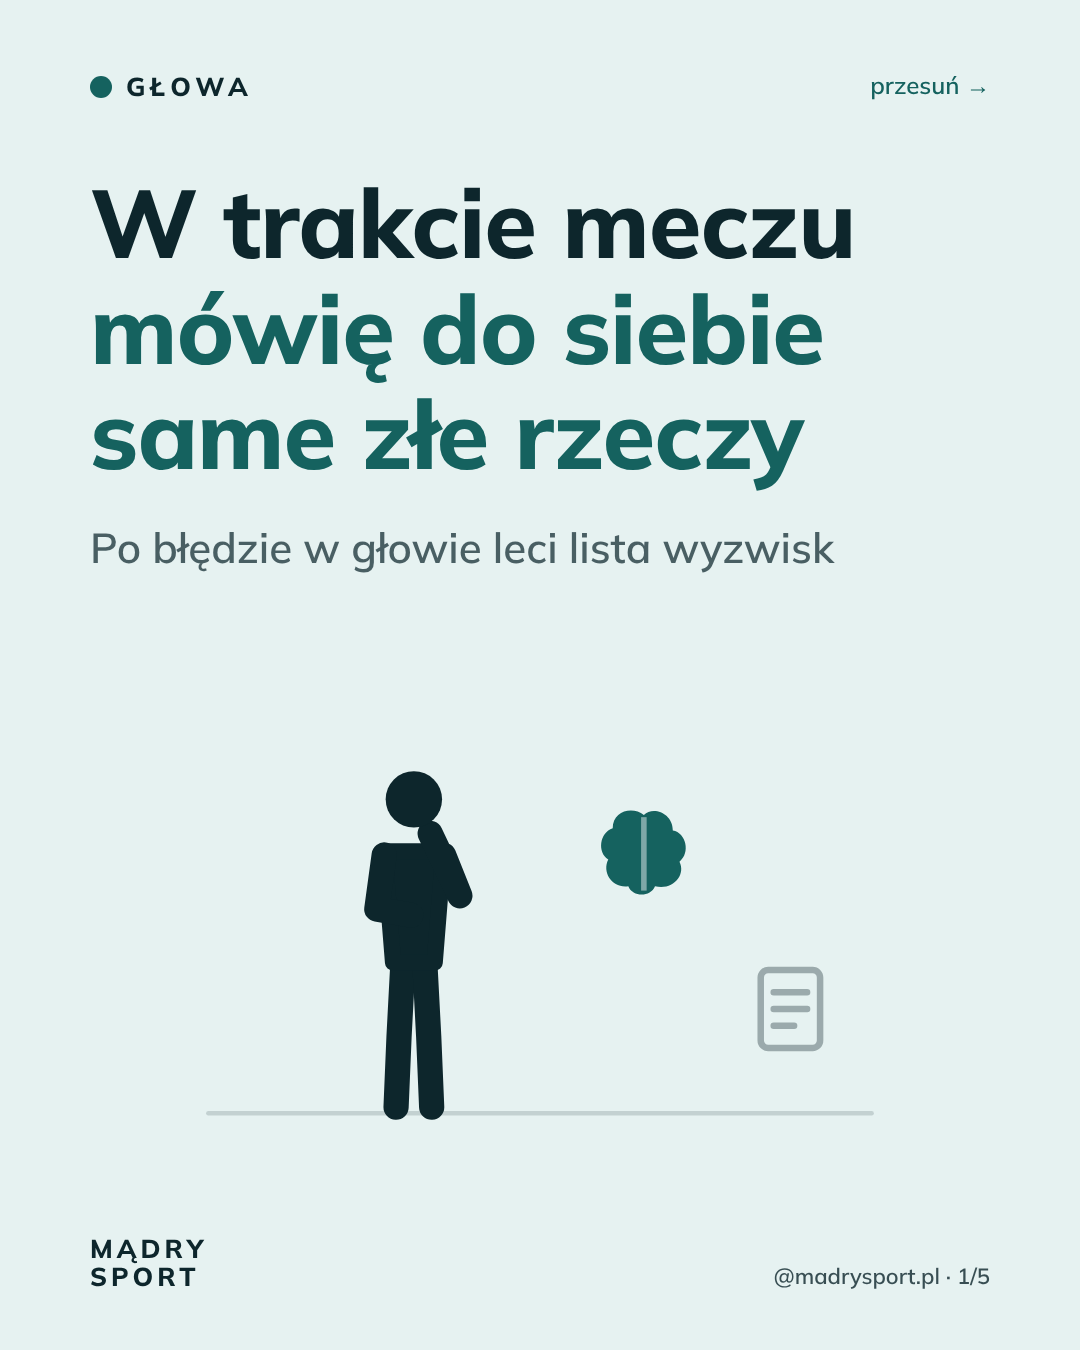 GŁOWA
przesuń →
W trakcie meczu
mówię do siebie
same złe rzeczy
Po błędzie w głowie leci lista wyzwisk
MĄDRY
SPORT
@madrysport.pl · 1/5